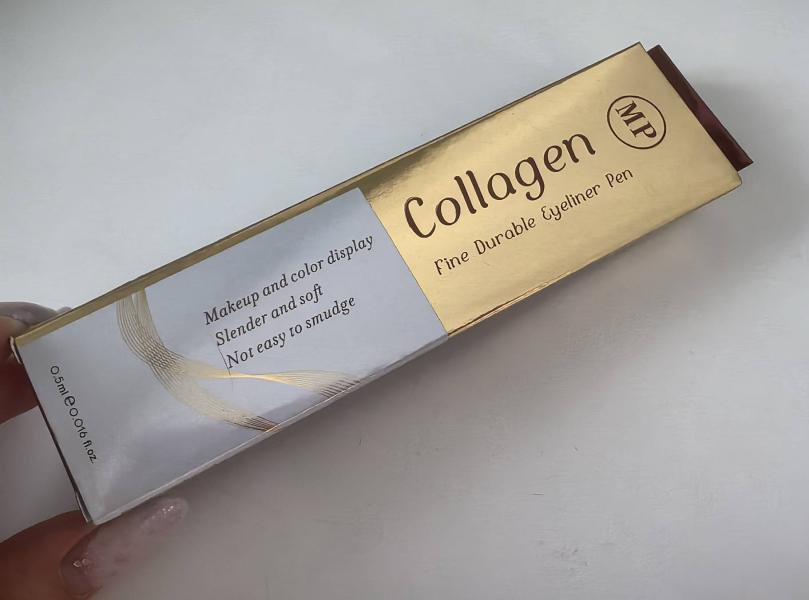 MP
Collagen
Fine Durable Eyeliner Pen
Makeup and color display
Slender and soft
Not easy to smudge
0.5ml ℮ 0.016 fl.oz.